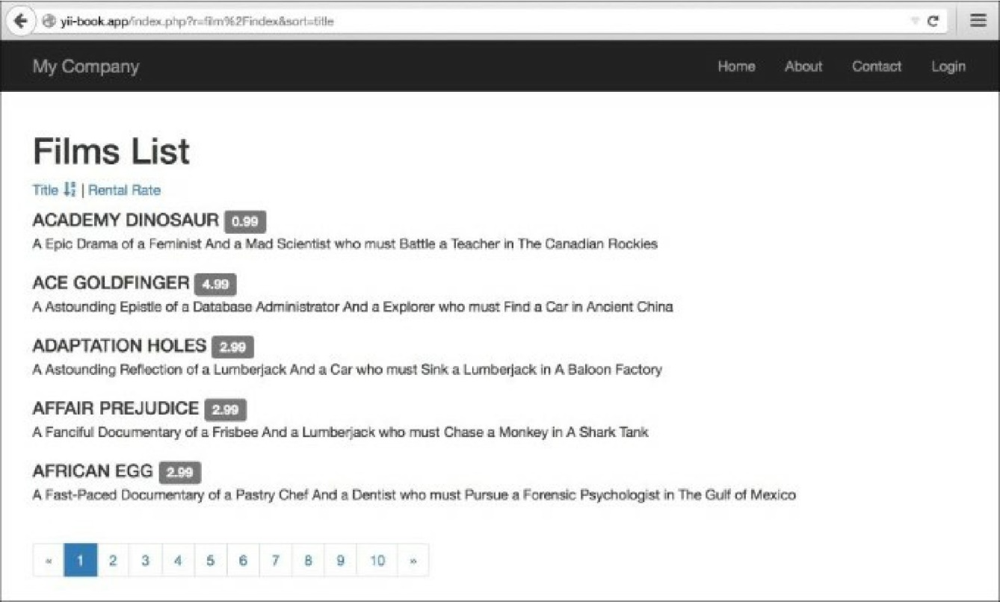 yii-book.app/index.php?r=film%2Findex&sort=title
My Company Home About Contact Login
Films List
Title | Rental Rate
ACADEMY DINOSAUR 0.99
A Epic Drama of a Feminist And a Mad Scientist who must Battle a Teacher in The Canadian Rockies
ACE GOLDFINGER 4.99
A Astounding Epistle of a Database Administrator And a Explorer who must Find a Car in Ancient China
ADAPTATION HOLES 2.99
A Astounding Reflection of a Lumberjack And a Car who must Sink a Lumberjack in A Baloon Factory
AFFAIR PREJUDICE 2.99
A Fanciful Documentary of a Frisbee And a Lumberjack who must Chase a Monkey in A Shark Tank
AFRICAN EGG 2.99
A Fast-Paced Documentary of a Pastry Chef And a Dentist who must Pursue a Forensic Psychologist in The Gulf of Mexico
« 1 2 3 4 5 6 7 8 9 10 »